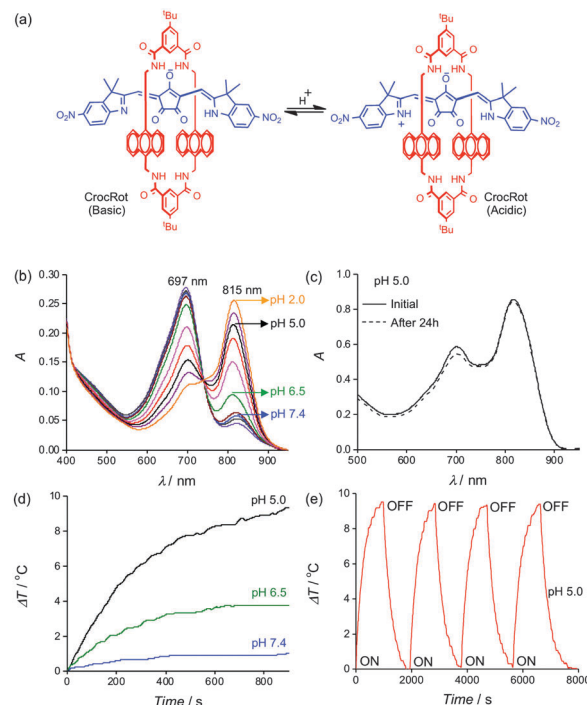 (a)
tBu
O
O
NH
HN
O-
NO2
N
O
O
HN
NO2
H+
NH
HN
O
O
tBu
CrocRot
(Basic)
tBu
O
O
NH
HN
O-
NO2
NH
+
O
O
HN
NO2
NH
HN
O
O
tBu
CrocRot
(Acidic)
(b)
697 nm
815 nm
pH 2.0
pH 5.0
pH 6.5
pH 7.4
0.30
0.25
0.20
0.15
0.10
0.05
0.00
A
400 500 600 700 800 900
λ / nm
(c)
pH 5.0
Initial
After 24h
1.0
0.8
0.6
0.4
0.2
0.0
A
500 600 700 800 900
λ / nm
(d)
10
8
6
4
2
0
ΔT / °C
pH 5.0
pH 6.5
pH 7.4
0 200 400 600 800
Time / s
(e)
10
8
6
4
2
0
ΔT / °C
OFF OFF OFF OFF
pH 5.0
ON ON ON ON
0 2000 4000 6000 8000
Time / s